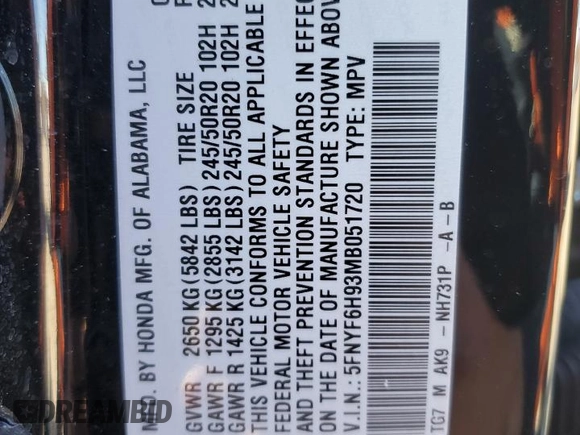 MFD. BY HONDA MFG. OF ALABAMA, LLC
GVWR 2650 KG (5842 LBS) TIRE SIZE
GAWR F 1295 KG (2855 LBS) 245/50R20 102H
GAWR R 1425 KG (3142 LBS) 245/50R20 102H
THIS VEHICLE CONFORMS TO ALL APPLICABLE
FEDERAL MOTOR VEHICLE SAFETY
AND THEFT PREVENTION STANDARDS IN EFFEC
ON THE DATE OF MANUFACTURE SHOWN ABOV
V.I.N.: 5FNYF6H93MB051720 TYPE: MPV
TG7 M AK9 - NH731P -A -B
DREAMBID